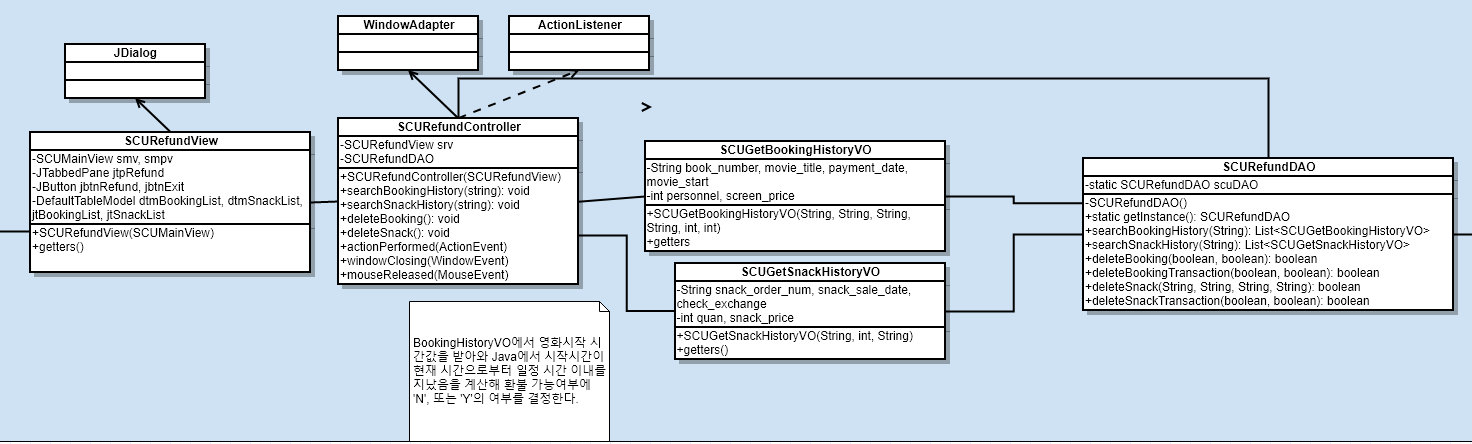 JDialog
WindowAdapter
ActionListener
SCURefundView
-SCUMainView smv, smpv
-JTabbedPane jtpRefund
-JButton jbtnRefund, jbtnExit
-DefaultTableModel dtmBookingList, dtmSnackList,
jtBookingList, jtSnackList
+SCURefundView(SCUMainView)
+getters()
SCURefundController
-SCURefundView srv
-SCURefundDAO
+SCURefundController(SCURefundView)
+searchBookingHistory(string): void
+searchSnackHistory(string): void
+deleteBooking(): void
+deleteSnack(): void
+actionPerformed(ActionEvent)
+windowClosing(WindowEvent)
+mouseReleased(MouseEvent)
SCUGetBookingHistoryVO
-String book_number, movie_title, payment_date,
movie_start
-int personnel, screen_price
+SCUGetBookingHistoryVO(String, String, String,
String, int, int)
+getters
SCUGetSnackHistoryVO
-String snack_order_num, snack_sale_date,
check_exchange
-int quan, snack_price
+SCUGetSnackHistoryVO(String, int, String)
+getters()
SCURefundDAO
-static SCURefundDAO scuDAO
-SCURefundDAO()
+static getInstance(): SCURefundDAO
+searchBookingHistory(String): List<SCUGetBookingHistoryVO>
+searchSnackHistory(String): List<SCUGetSnackHistoryVO>
+deleteBooking(boolean, boolean): boolean
+deleteBookingTransaction(boolean, boolean): boolean
+deleteSnack(String, String, String, String): boolean
+deleteSnackTransaction(boolean, boolean): boolean
BookingHistoryVO에서 영화시작 시
간값을 받아와 Java에서 시작시간이
현재 시간으로부터 일정 시간 이내를
지났음을 계산해 환불 가능여부에
'N', 또는 'Y'의 여부를 결정한다.